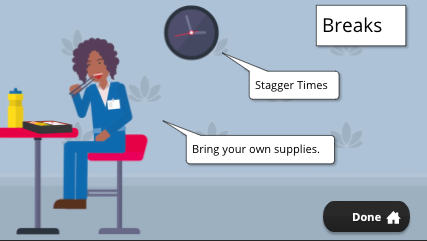 Breaks
Stagger Times
Bring your own supplies.
Done